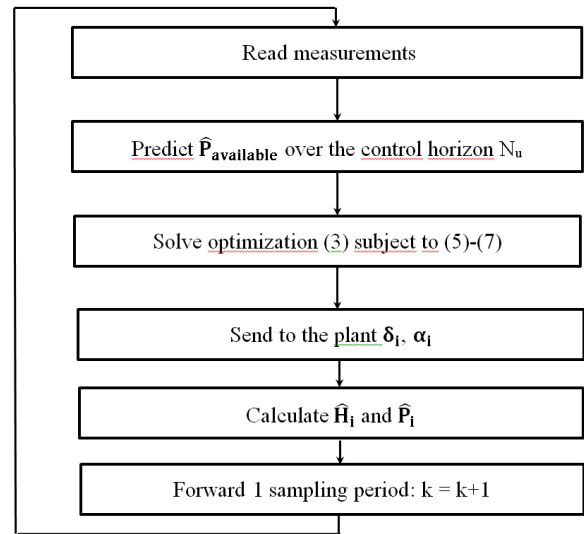 Read measurements
Predict P̂available over the control horizon Nu
Solve optimization (3) subject to (5)-(7)
Send to the plant δi, αi
Calculate Ĥi and P̂i
Forward 1 sampling period: k = k+1